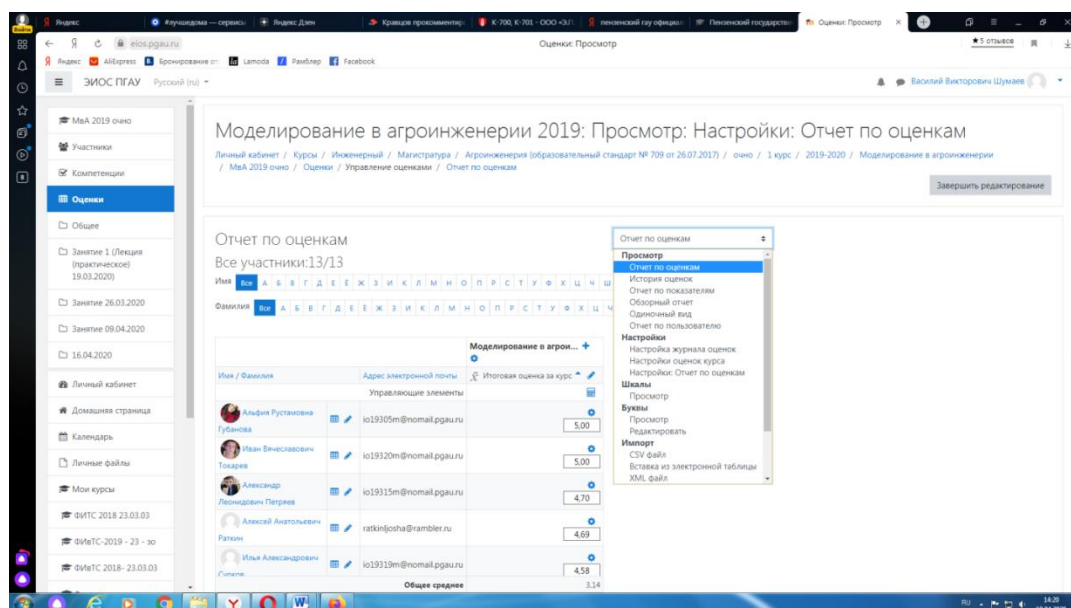 Войти
Яндекс
#лучшедома — сервисы
Яндекс.Дзен
Кравцов прокомментиро
К-700, К-701 - ООО «З.П.
пензенский гау официал
Пензенский государствен
Оценки: Просмотр
eios.pgau.ru
Оценки: Просмотр
★ 5 отзывов
Яндекс
AliExpress
Бронирование от
Lamoda
Рамблер
Facebook
ЭИОС ПГАУ
Русский (ru)
Василий Викторович Шумаев
МвА 2019 очно
Участники
Компетенции
Оценки
Общее
Занятие 1 (Лекция
(практическое)
19.03.2020)
Занятие 26.03.2020
Занятие 09.04.2020
16.04.2020
Личный кабинет
Домашняя страница
Календарь
Личные файлы
Мои курсы
ФИТС 2018 23.03.03
ФИвТС-2019 - 23 - зо
ФИвТС 2018- 23.03.03
Моделирование в агроинженерии 2019: Просмотр: Настройки: Отчет по оценкам
Личный кабинет / Курсы / Инженерный / Магистратура / Агроинженерия (образовательный стандарт № 709 от 26.07.2017) / очно / 1 курс / 2019-2020 / Моделирование в агроинженерии
/ МвА 2019 очно / Оценки / Управление оценками / Отчет по оценкам
Завершить редактирование
Отчет по оценкам
Все участники:13/13
Имя Все А Б В Г Д Е Ё Ж З И К Л М Н О П Р С Т У Ф Х Ц Ч Ш
Фамилия Все А Б В Г Д Е Ё Ж З И К Л М Н О П Р С Т У Ф Х Ц Ч
Отчет по оценкам
Просмотр
Отчет по оценкам
История оценок
Отчет по показателям
Обзорный отчет
Одиночный вид
Отчет по пользователю
Настройки
Настройка журнала оценок
Настройки оценок курса
Настройки: Отчет по оценкам
Шкалы
Просмотр
Буквы
Просмотр
Редактировать
Импорт
CSV файл
Вставка из электронной таблицы
XML файл
Моделирование в агрои...
Имя / Фамилия
Адрес электронной почты
Итоговая оценка за курс
Управляющие элементы
Альфия Рустамовна
Губанова
io19305m@nomail.pgau.ru
5,00
Иван Вячеславович
Токарев
io19320m@nomail.pgau.ru
5,00
Александр
Леонидович Петряев
io19315m@nomail.pgau.ru
4,70
Алексей Анатольевич
Раткин
ratkinljosha@rambler.ru
4,69
Илья Александрович
io19319m@nomail.pgau.ru
4,58
Общее среднее
3,14
RU
14:20